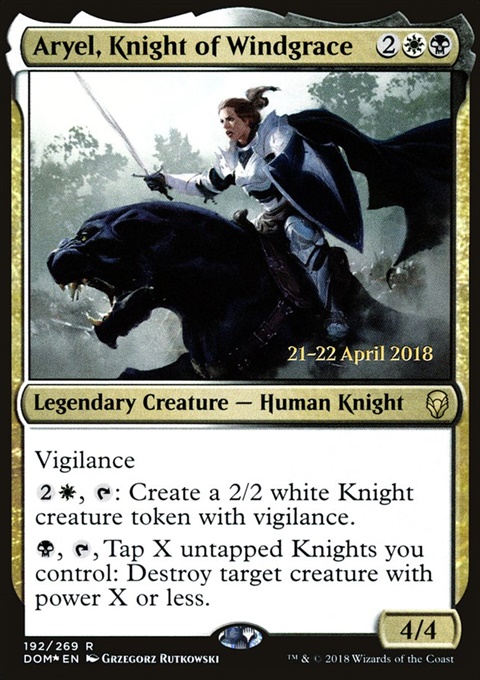 Aryel, Knight of Windgrace 2
21–22 April 2018
Legendary Creature — Human Knight
Vigilance
2 , : Create a 2/2 white Knight
creature token with vigilance.
, , Tap X untapped Knights you
control: Destroy target creature with
power X or less.
4/4
192/269 R
DOM★EN Grzegorz Rutkowski ™ & © 2018 Wizards of the Coast